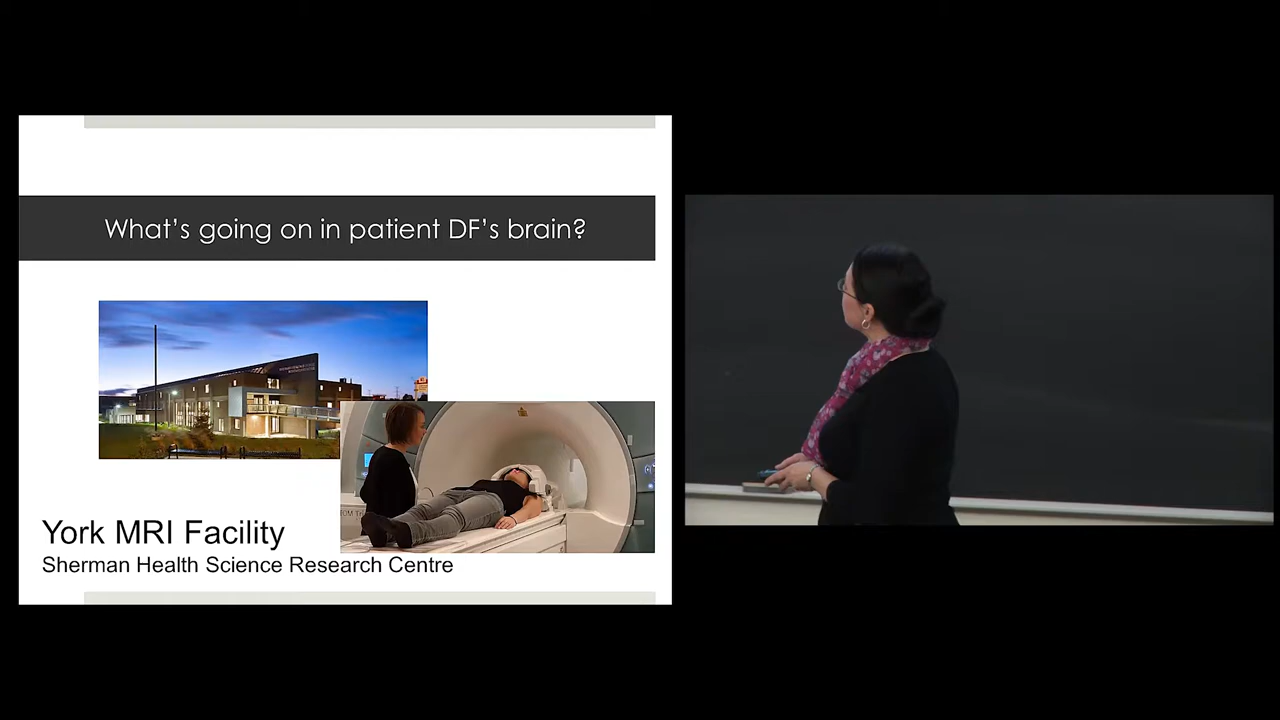 What's going on in patient DF's brain?
York MRI Facility
Sherman Health Science Research Centre